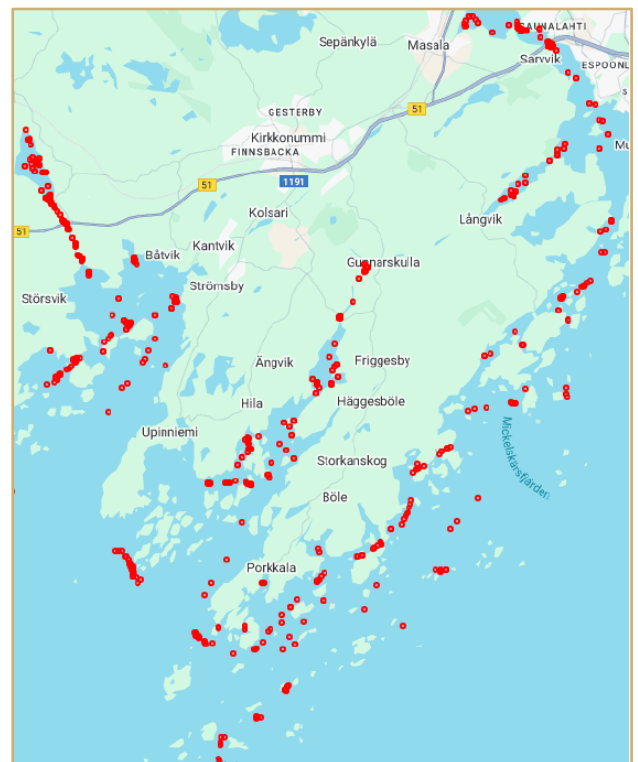 SAUNALAHTI
Sepänkylä
Masala
Sarvvik
ESPOONL
51
GESTERBY
Kirkkonummi
FINNSBACKA
Mu
51
1191
Kolsari
Långvik
51
Kantvik
Båtvik
Gunnarskulla
Strömsby
Störsvik
Ängvik
Friggesby
Hila
Häggesböle
Mickelskärsfjärden
Upinniemi
Storkanskog
Böle
Porkkala